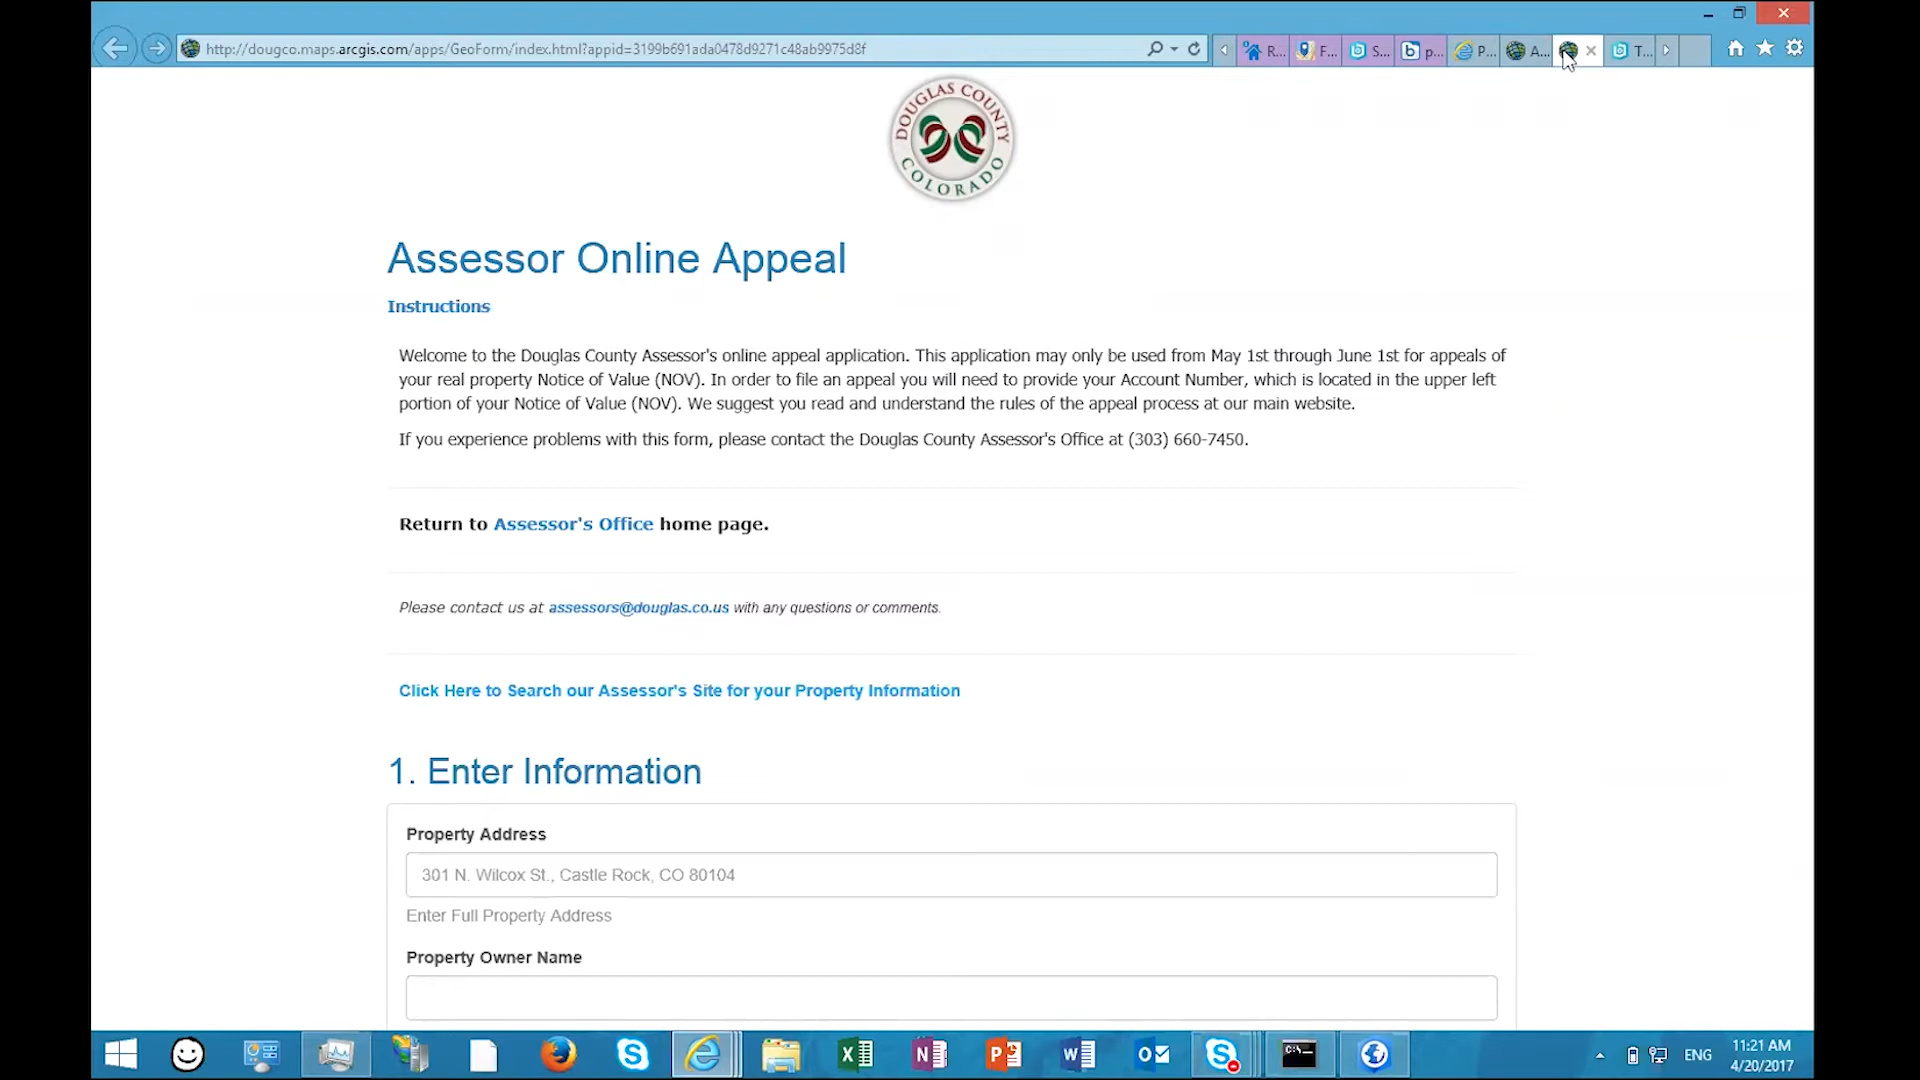 http://dougco.maps.arcgis.com/apps/GeoForm/index.html?appid=3199b691ada0478d9271c48ab9975d8f
R...
F...
S...
p...
P...
A...
T...
DOUGLAS COUNTY
COLORADO
Assessor Online Appeal
Instructions
Welcome to the Douglas County Assessor's online appeal application. This application may only be used from May 1st through June 1st for appeals of
your real property Notice of Value (NOV). In order to file an appeal you will need to provide your Account Number, which is located in the upper left
portion of your Notice of Value (NOV). We suggest you read and understand the rules of the appeal process at our main website.
If you experience problems with this form, please contact the Douglas County Assessor's Office at (303) 660-7450.
Return to Assessor's Office home page.
Please contact us at assessors@douglas.co.us with any questions or comments.
Click Here to Search our Assessor's Site for your Property Information
1. Enter Information
Property Address
301 N. Wilcox St., Castle Rock, CO 80104
Enter Full Property Address
Property Owner Name
ENG
11:21 AM
4/20/2017